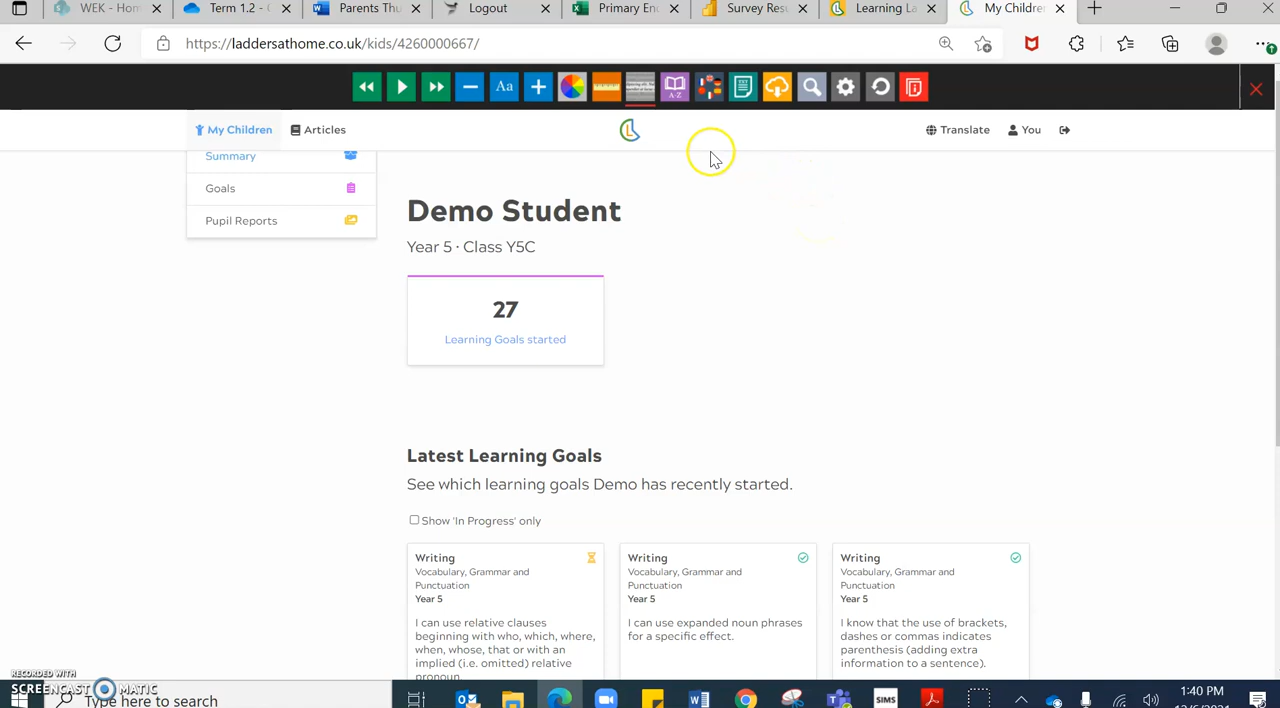 WEK - Hom
Term 1.2 -
Parents Thu
Logout
Primary En
Survey Res
Learning La
My Childre
https://laddersathome.co.uk/kids/4260000667/
Aa
A-Z
My Children
Articles
Translate
You
Summary
Goals
Pupil Reports
Demo Student
Year 5 · Class Y5C
27
Learning Goals started
Latest Learning Goals
See which learning goals Demo has recently started.
Show 'In Progress' only
Writing
Vocabulary, Grammar and
Punctuation
Year 5
I can use relative clauses
beginning with who, which, where,
when, whose, that or with an
implied (i.e. omitted) relative
pronoun.
Writing
Vocabulary, Grammar and
Punctuation
Year 5
I can use expanded noun phrases
for a specific effect.
Writing
Vocabulary, Grammar and
Punctuation
Year 5
I know that the use of brackets,
dashes or commas indicates
parenthesis (adding extra
information to a sentence).
RECORDED WITH
SCREENCAST MATIC
Type here to search
SIMS
1:40 PM